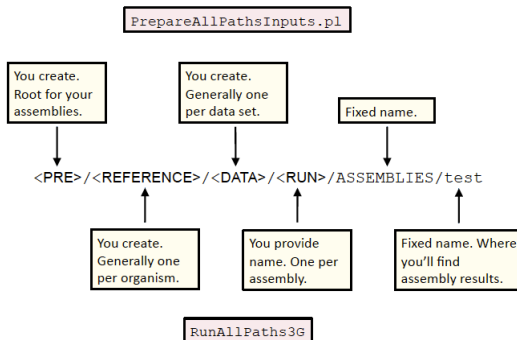 PrepareAllPathsInputs.pl
You create.
Root for your
assemblies.
You create.
Generally one
per data set.
Fixed name.
<PRE>/<REFERENCE>/<DATA>/<RUN>/ASSEMBLIES/test
You create.
Generally one
per organism.
You provide
name. One per
assembly.
Fixed name. Where
you'll find
assembly results.
RunAllPaths3G